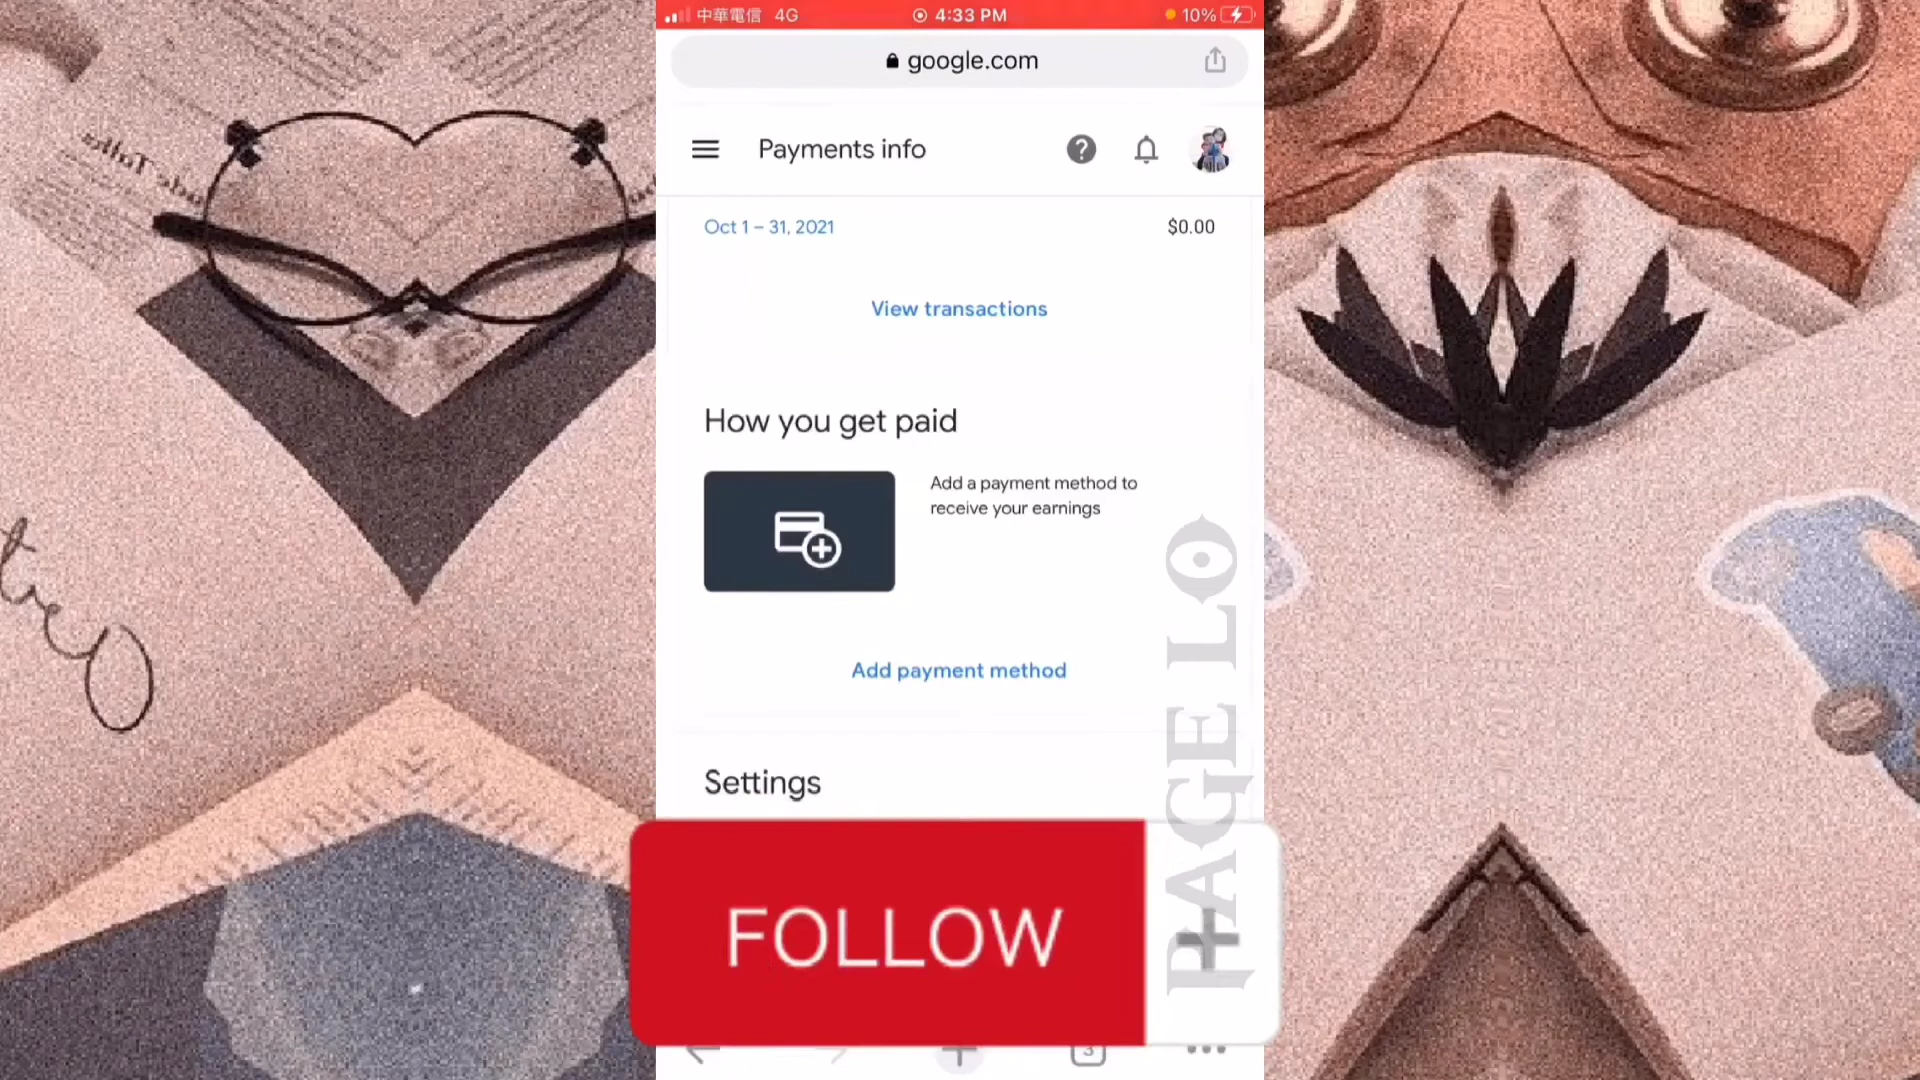 中華電信 4G
4:33 PM
10%
google.com
Payments info
Oct 1 – 31, 2021
$0.00
View transactions
How you get paid
Add a payment method to
receive your earnings
Add payment method
Settings
FOLLOW
PAGE LO
3